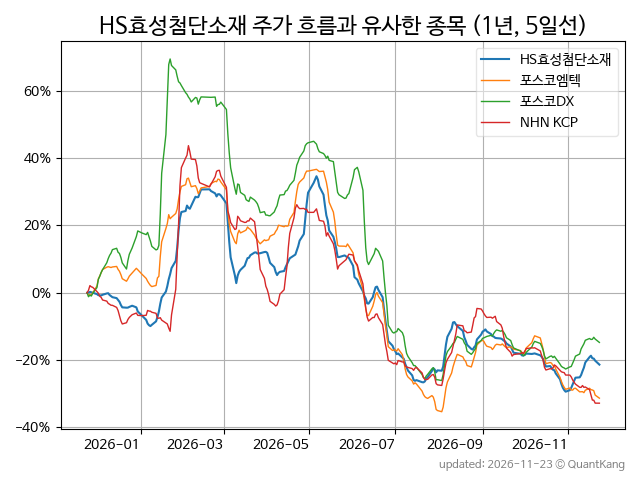 HS효성첨단소재 주가 흐름과 유사한 종목 (1년, 5일선)
HS효성첨단소재
포스코엠텍
포스코DX
NHN KCP
60%
40%
20%
0%
−20%
−40%
2026-01
2026-03
2026-05
2026-07
2026-09
2026-11
updated: 2026-11-23 ⓒ QuantKang